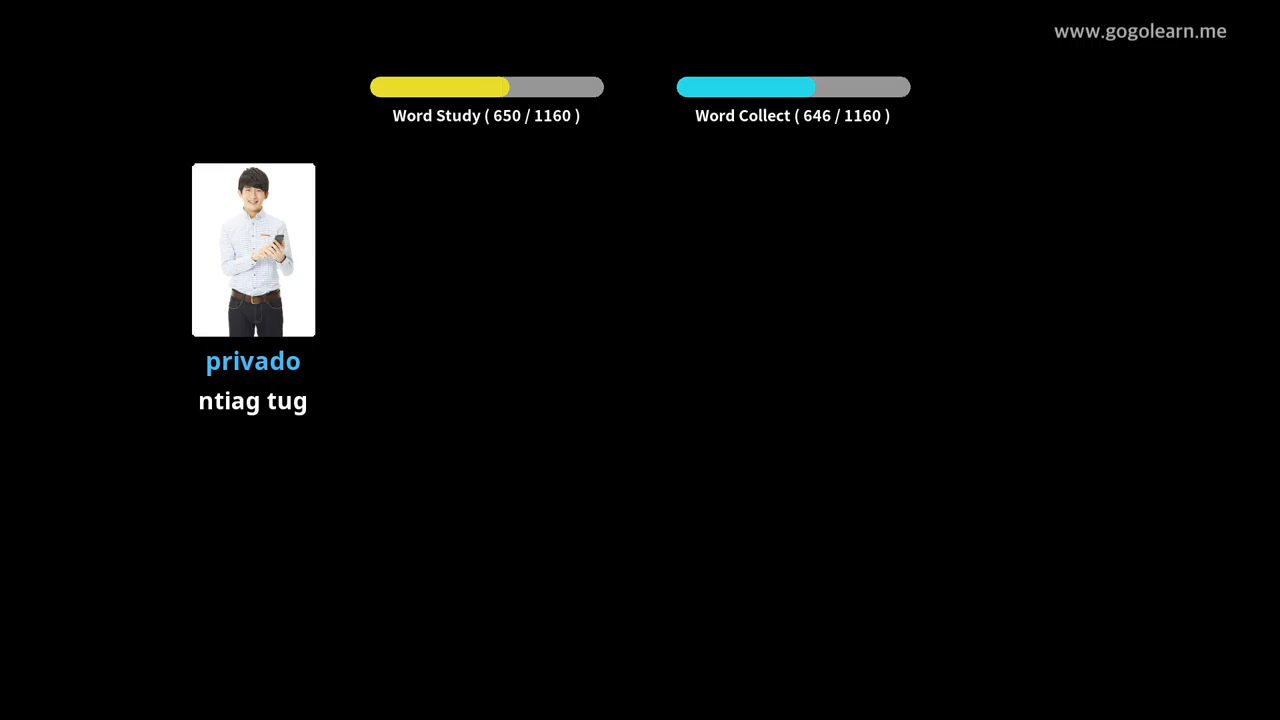 www.gogolearn.me
Word Study ( 650 / 1160 )
Word Collect ( 646 / 1160 )
privado
ntiag tug